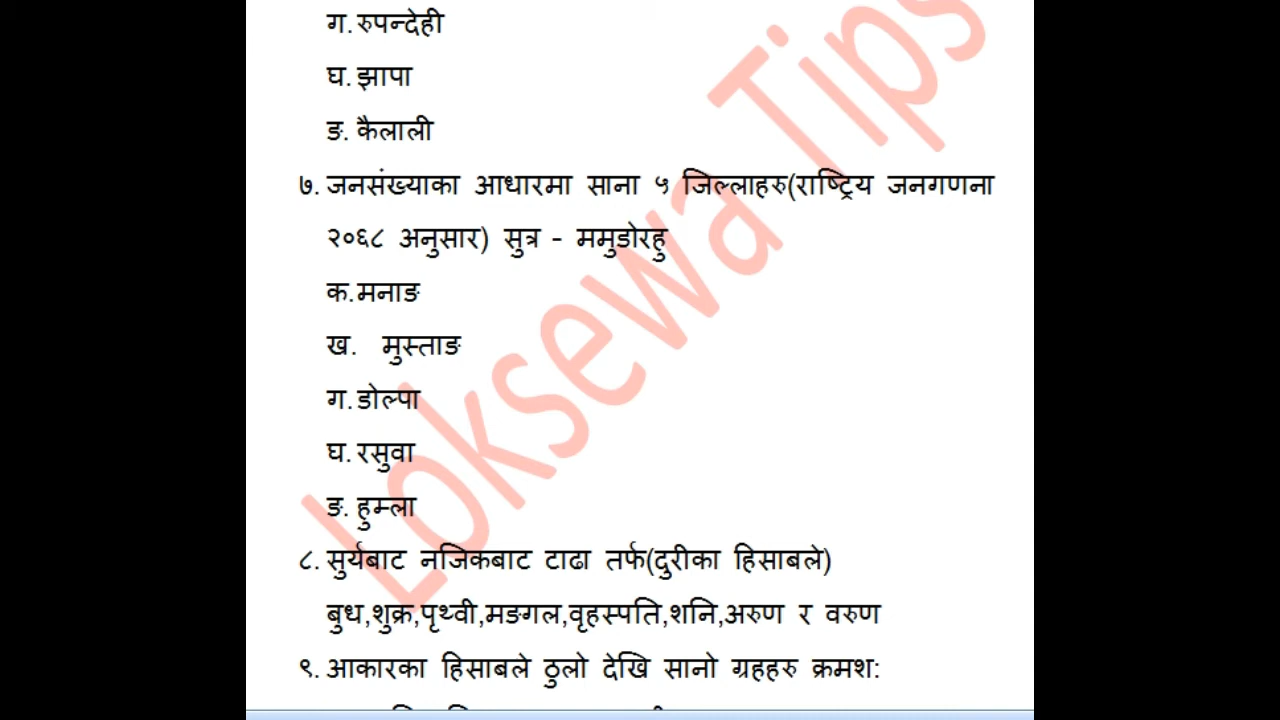 ग. रुपन्देही
घ. झापा
ङ. कैलाली
७. जनसंख्याका आधारमा साना ५ जिल्लाहरु(राष्ट्रिय जनगणना
२०६८ अनुसार) सुत्र - ममुडोरहु
क.मनाङ
ख. मुस्ताङ
ग. डोल्पा
घ. रसुवा
ङ. हुम्ला
८. सुर्यबाट नजिकबाट टाढा तर्फ(दुरीका हिसाबले)
बुध,शुक्र,पृथ्वी,मङगल,वृहस्पति,शनि,अरुण र वरुण
९. आकारका हिसाबले ठुलो देखि सानो ग्रहहरु क्रमश:
Loksewa Tips